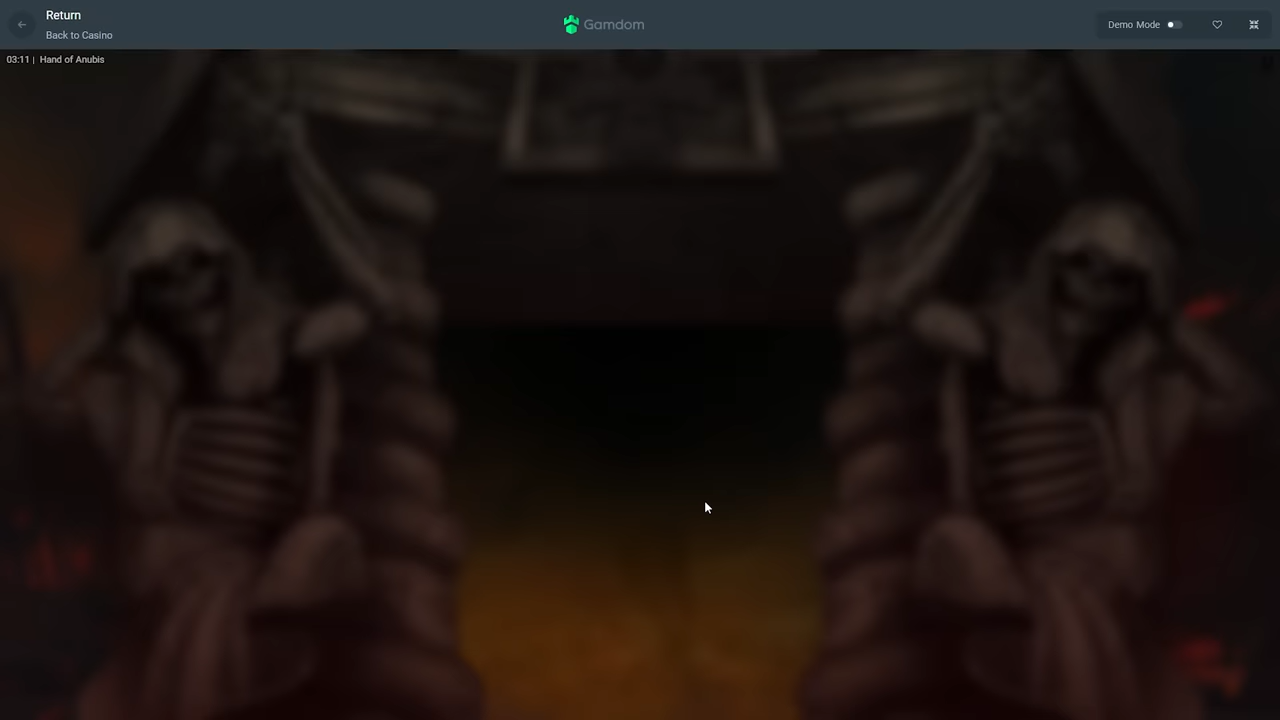 Return
Back to Casino
Gamdom
Demo Mode
03:11 | Hand of Anubis